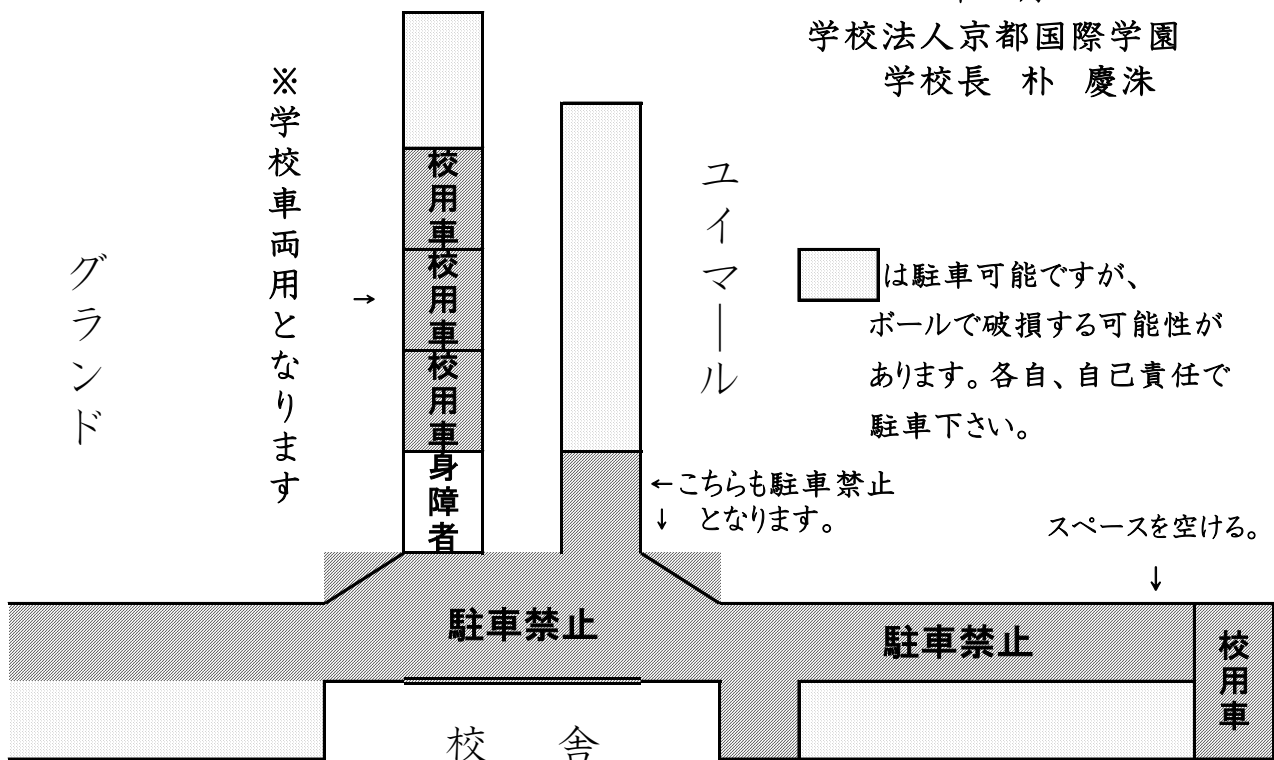 学校法人京都国際学園
学校長 朴 慶洙
※学校車両用となります
→
校用車
校用車
校用車
身障者
グランド
ユイマール
は駐車可能ですが、
ボールで破損する可能性が
あります。各自、自己責任で
駐車下さい。
←こちらも駐車禁止
↓ となります。
スペースを空ける。
↓
駐車禁止
駐車禁止
校用車
校 舎